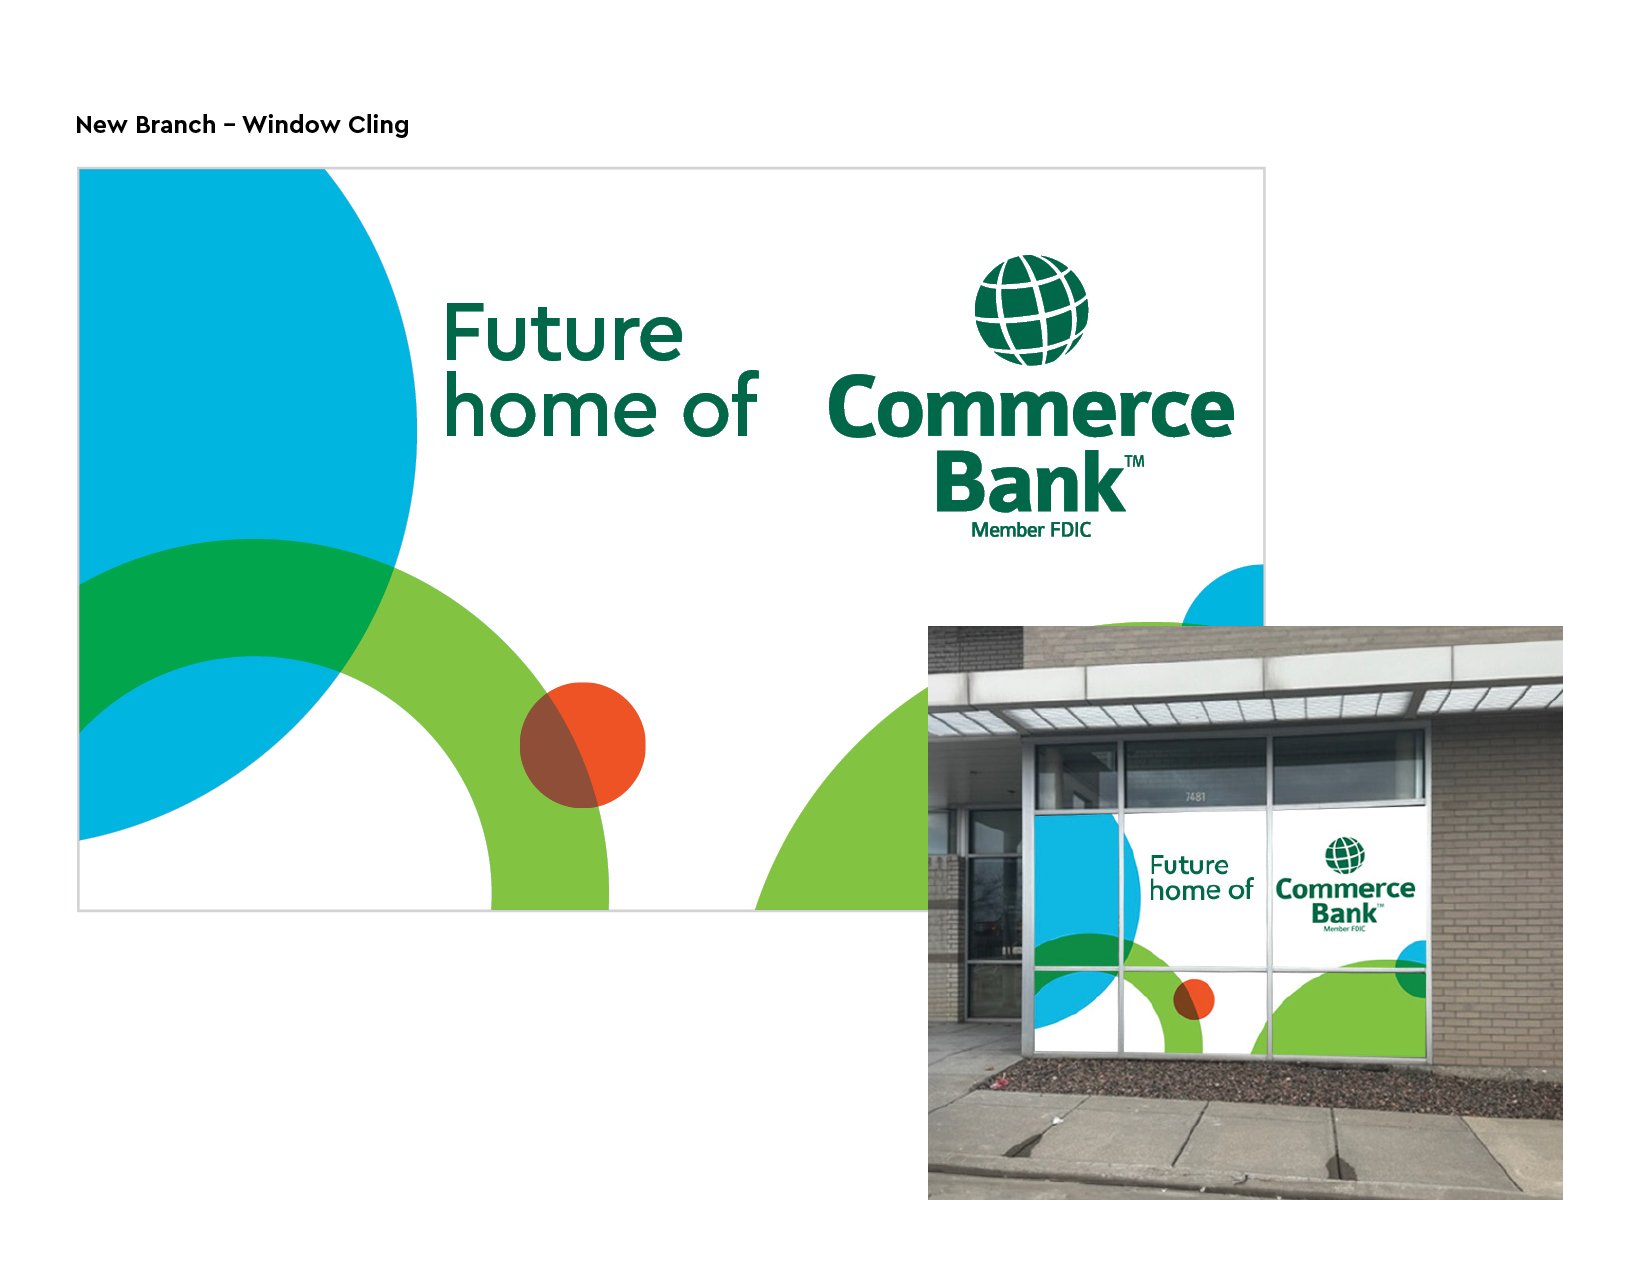 New Branch – Window Cling
Future
home of
Commerce
Bank™
Member FDIC
7481
Future
home of
Commerce
Bank™
Member FDIC